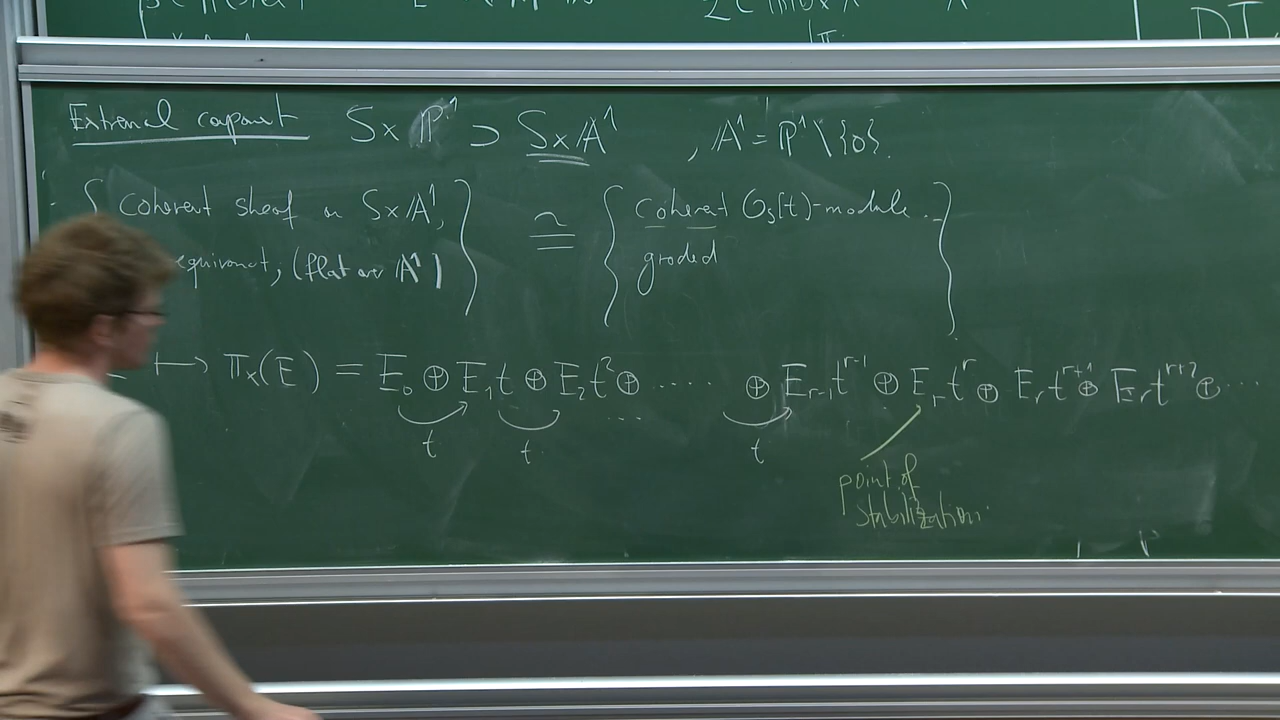 Extremal caponent S × ℙ¹ ⊃ S × 𝔸¹ , 𝔸¹ = ℙ¹ \ {0}.
{ Coherent sheaf on S × 𝔸¹, equivariant, (flat over 𝔸¹) } ≅ { coherent O_S[t]-module. graded }
↦ π_*(E) = E₀ ⊕ E₁t ⊕ E₂t² ⊕ ...... ⊕ E_{r-1}t^{r-1} ⊕ E_r t^r ⊕ E_r t^{r+1} ⊕ E_r t^{r+2} ⊕ ....
t t ... t
point of
stabilization.